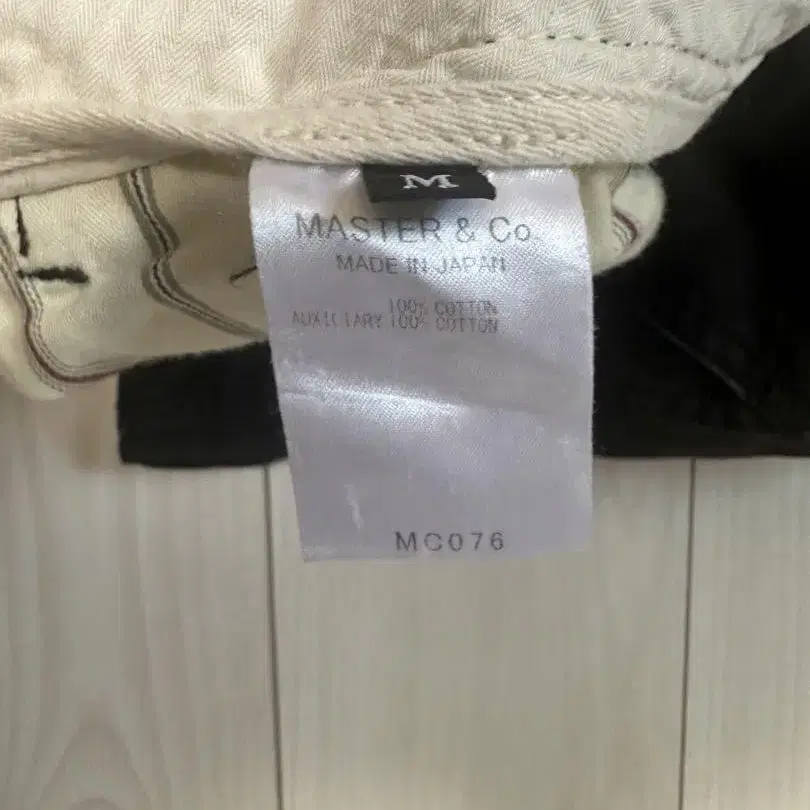 M
MASTER & Co.
MADE IN JAPAN
100% COTTON
AUXILIARY 100% COTTON
MC076